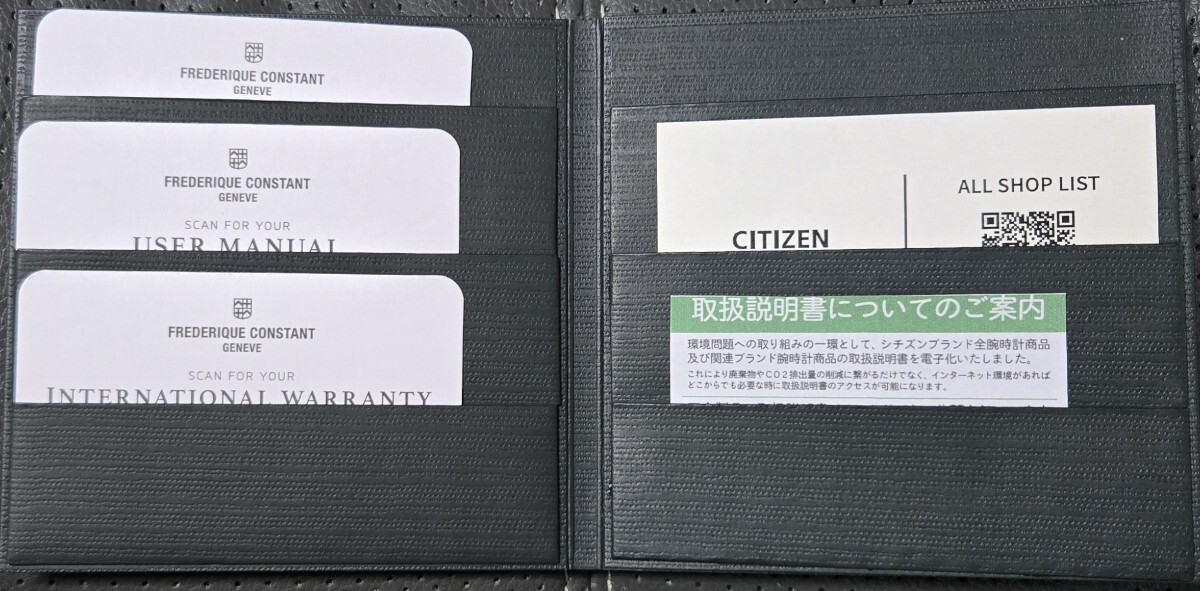 FREDERIQUE CONSTANT
GENEVE
FREDERIQUE CONSTANT
GENEVE
SCAN FOR YOUR
USER MANUAL
FREDERIQUE CONSTANT
GENEVE
SCAN FOR YOUR
INTERNATIONAL WARRANTY
CITIZEN
ALL SHOP LIST
取扱説明書についてのご案内
環境問題への取り組みの一環として、シチズンブランド全腕時計商品
及び関連ブランド腕時計商品の取扱説明書を電子化いたしました。
これにより廃棄物やCO2排出量の削減に繋がるだけでなく、インターネット環境があれば
どこからでも必要な時に取扱説明書のアクセスが可能になります。